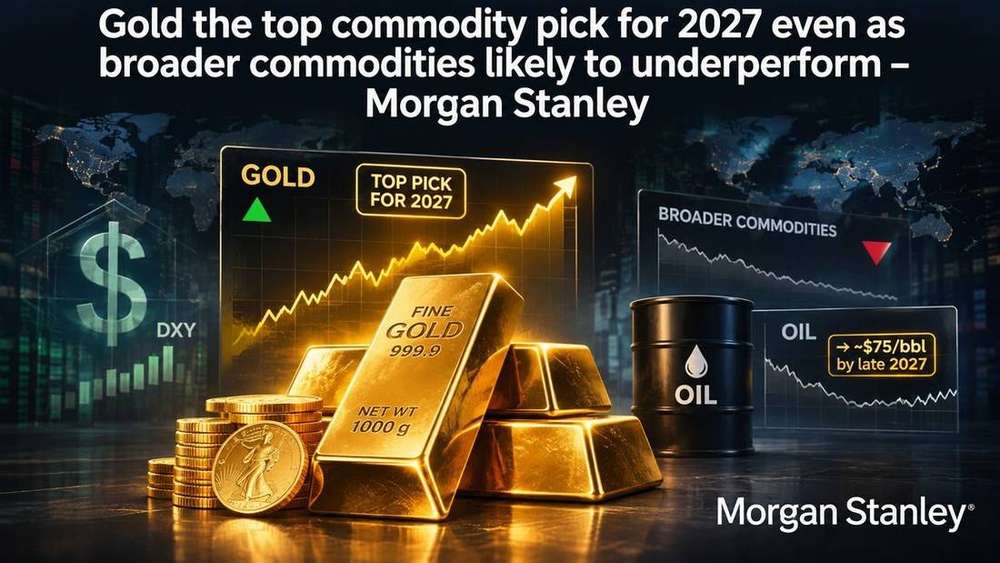 Gold the top commodity pick for 2027 even as
broader commodities likely to underperform –
Morgan Stanley
GOLD
TOP PICK
FOR 2027
BROADER COMMODITIES
$
DXY
FINE
GOLD
999.9
NET WT
1000 g
OIL
OIL
→ ~$75/bbl
by late 2027
Morgan Stanley®